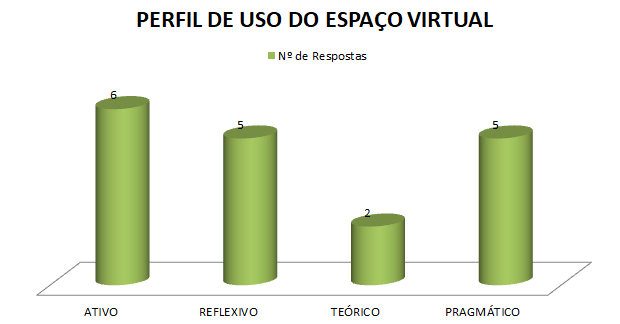 PERFIL DE USO DO ESPAÇO VIRTUAL
Nº de Respostas
6
5
2
5
ATIVO
REFLEXIVO
TEÓRICO
PRAGMÁTICO